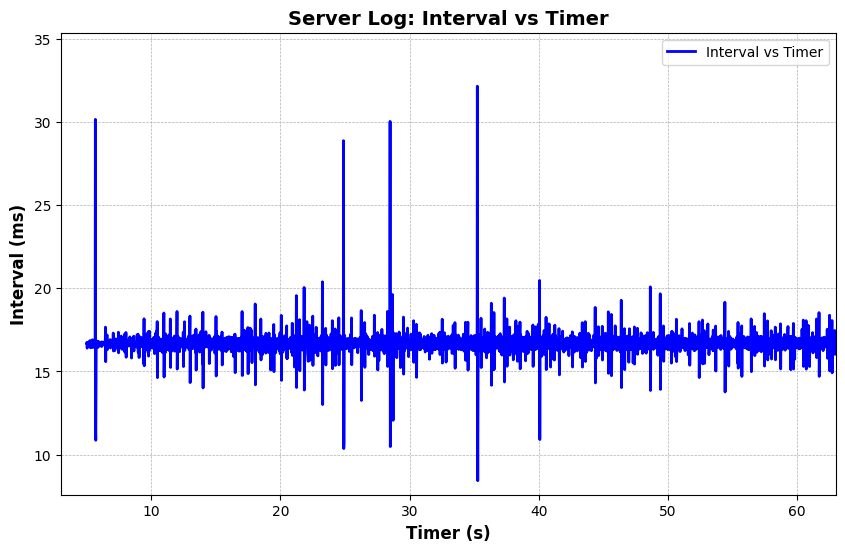 Server Log: Interval vs Timer
Interval vs Timer
35
30
25
20
15
10
Interval (ms)
10 20 30 40 50 60
Timer (s)